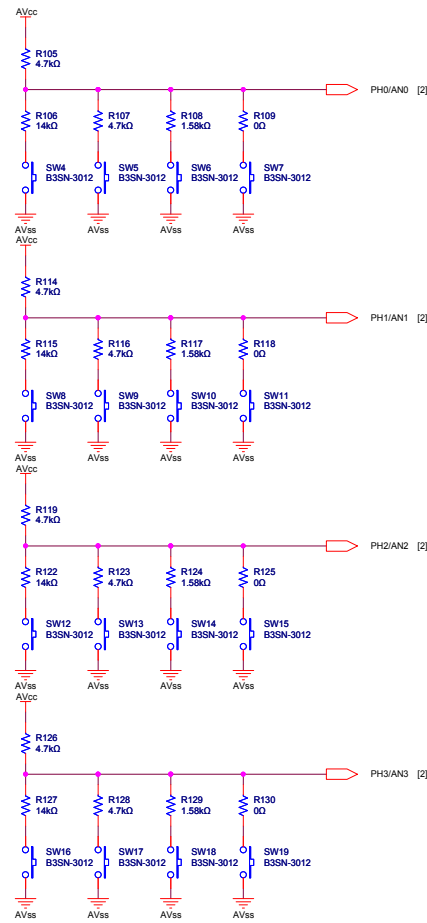 AVcc
R105
4.7kΩ
PH0/AN0 [2]
R106
14kΩ
R107
4.7kΩ
R108
1.58kΩ
R109
0Ω
SW4
B3SN-3012
SW5
B3SN-3012
SW6
B3SN-3012
SW7
B3SN-3012
AVss
AVss
AVss
AVss
AVcc
R114
4.7kΩ
PH1/AN1 [2]
R115
14kΩ
R116
4.7kΩ
R117
1.58kΩ
R118
0Ω
SW8
B3SN-3012
SW9
B3SN-3012
SW10
B3SN-3012
SW11
B3SN-3012
AVss
AVss
AVss
AVss
AVcc
R119
4.7kΩ
PH2/AN2 [2]
R122
14kΩ
R123
4.7kΩ
R124
1.58kΩ
R125
0Ω
SW12
B3SN-3012
SW13
B3SN-3012
SW14
B3SN-3012
SW15
B3SN-3012
AVss
AVss
AVss
AVss
AVcc
R126
4.7kΩ
PH3/AN3 [2]
R127
14kΩ
R128
4.7kΩ
R129
1.58kΩ
R130
0Ω
SW16
B3SN-3012
SW17
B3SN-3012
SW18
B3SN-3012
SW19
B3SN-3012
AVss
AVss
AVss
AVss